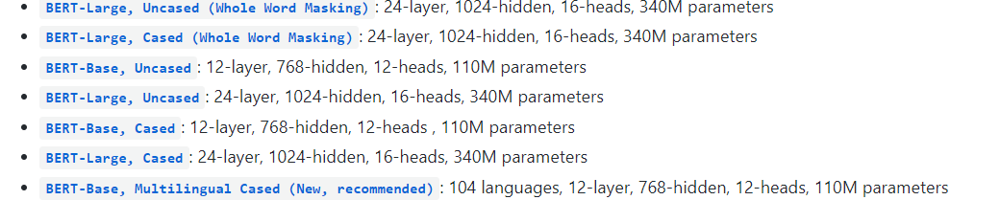 BERT-Large, Uncased (Whole Word Masking) : 24-layer, 1024-hidden, 16-heads, 340M parameters
BERT-Large, Cased (Whole Word Masking) : 24-layer, 1024-hidden, 16-heads, 340M parameters
BERT-Base, Uncased : 12-layer, 768-hidden, 12-heads, 110M parameters
BERT-Large, Uncased : 24-layer, 1024-hidden, 16-heads, 340M parameters
BERT-Base, Cased : 12-layer, 768-hidden, 12-heads , 110M parameters
BERT-Large, Cased : 24-layer, 1024-hidden, 16-heads, 340M parameters
BERT-Base, Multilingual Cased (New, recommended) : 104 languages, 12-layer, 768-hidden, 12-heads, 110M parameters